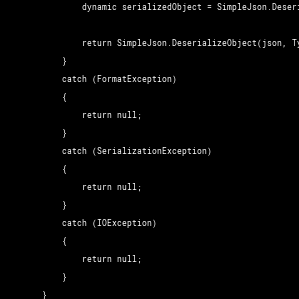 dynamic serializedObject = SimpleJson.Deseri
return SimpleJson.DeserializeObject(json, Ty
}
catch (FormatException)
{
return null;
}
catch (SerializationException)
{
return null;
}
catch (IOException)
{
return null;
}
}